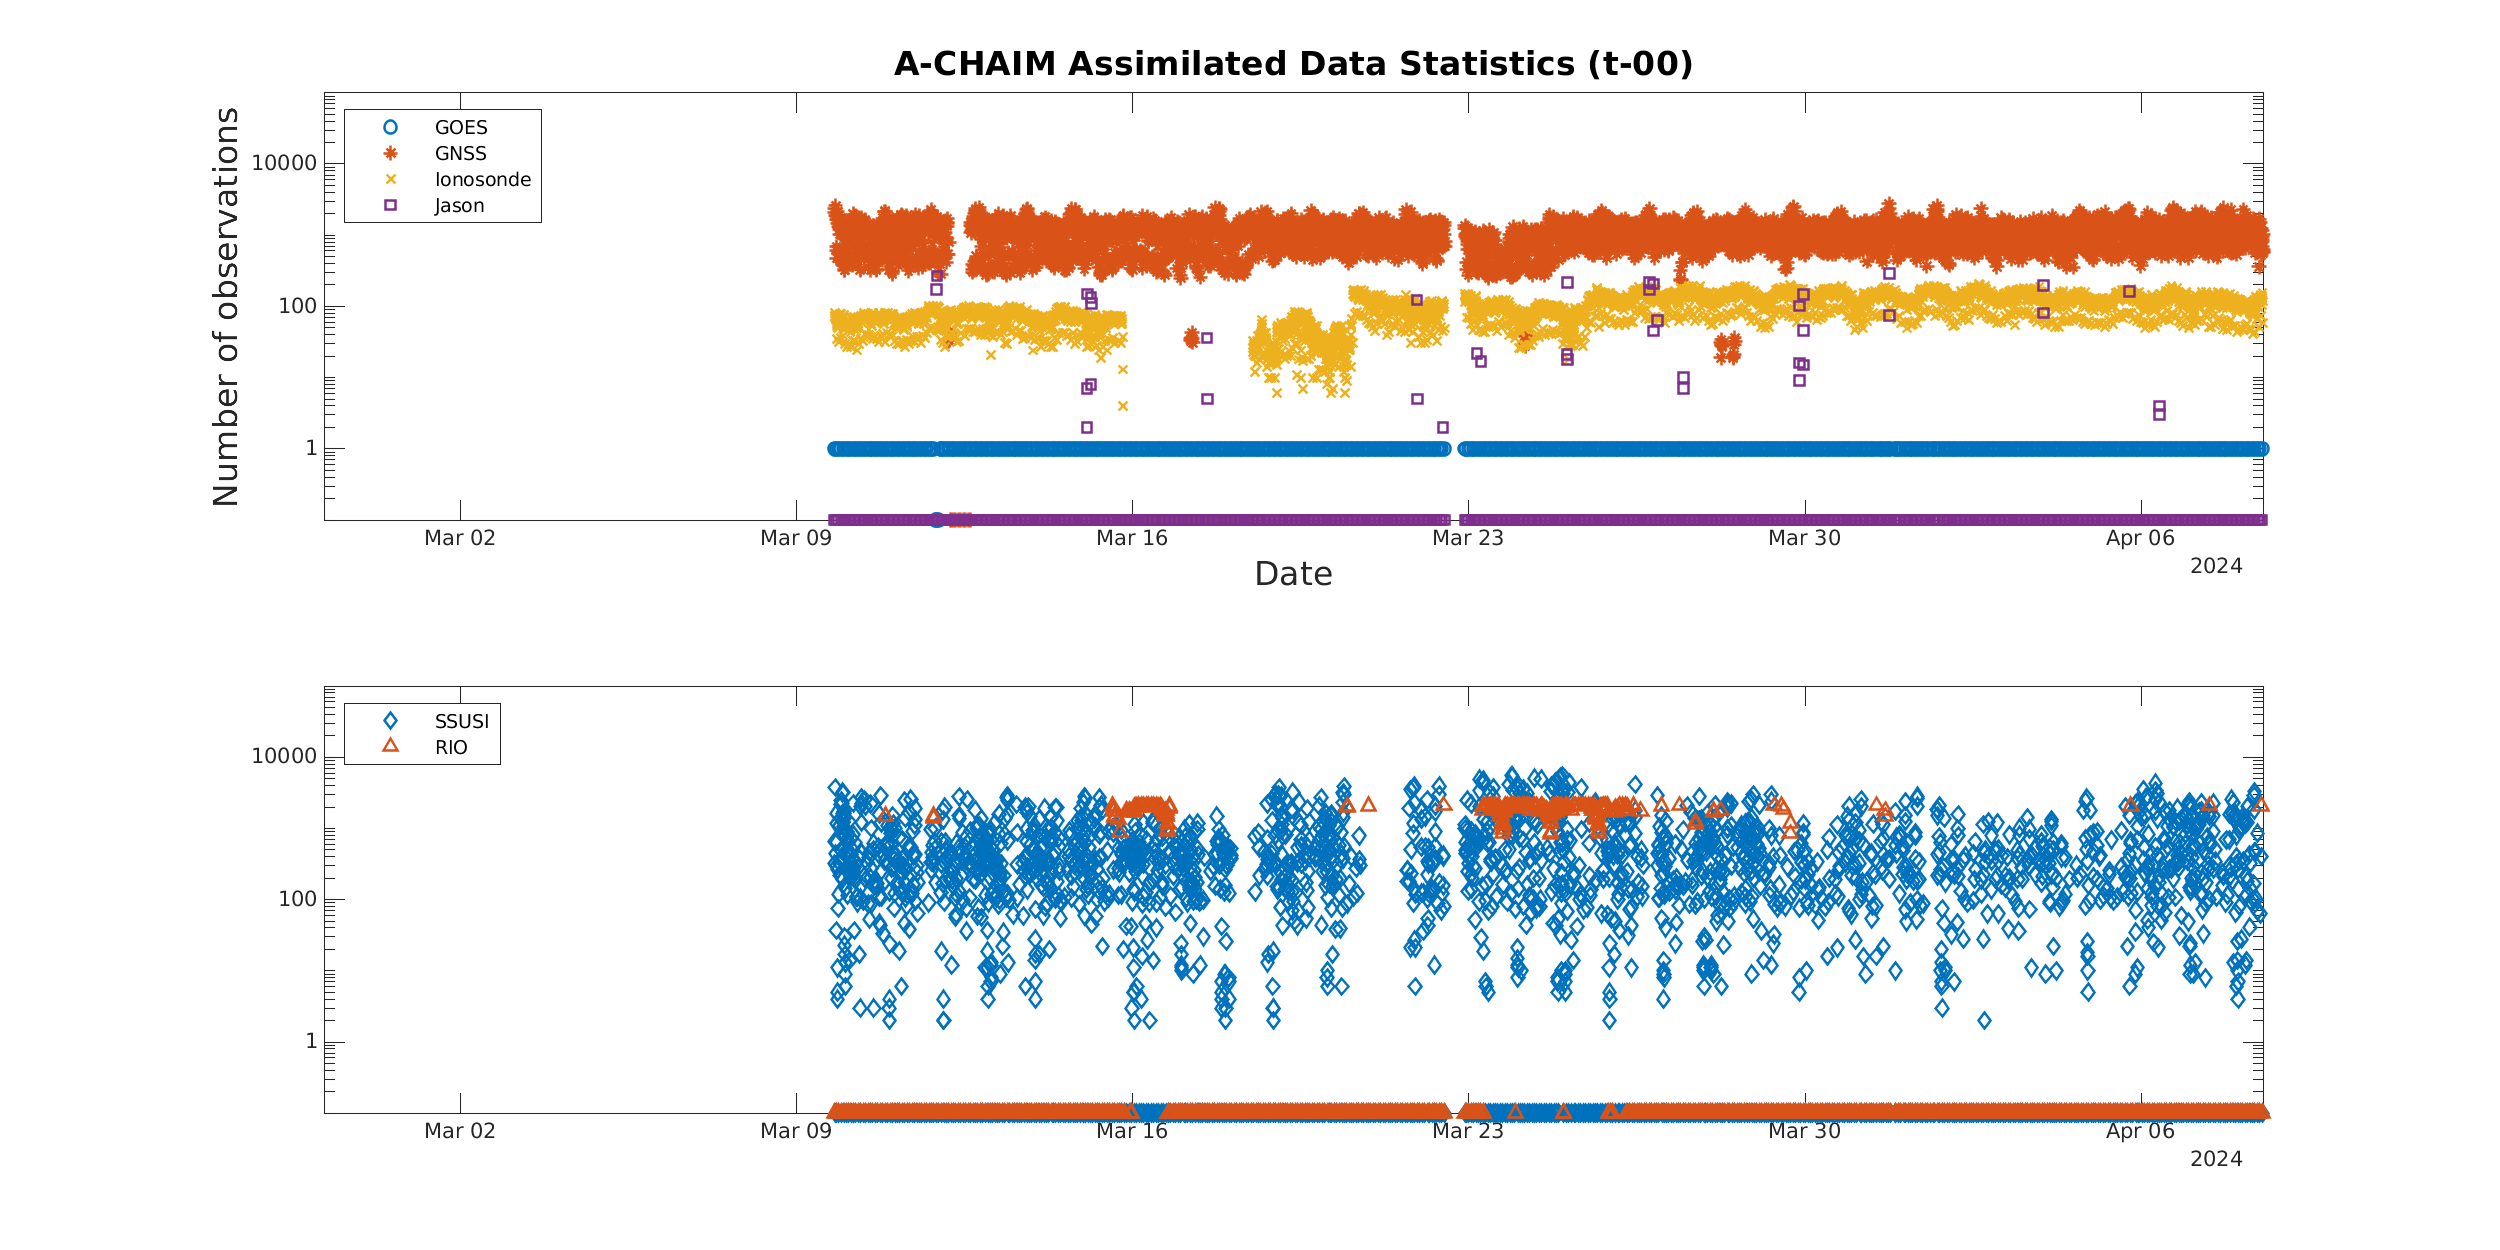 A-CHAIM Assimilated Data Statistics (t-00)
Number of observations
10000
100
1
GOES
GNSS
Ionosonde
Jason
Mar 02
Mar 09
Mar 16
Mar 23
Mar 30
Apr 06
2024
Date
10000
100
1
SSUSI
RIO
Mar 02
Mar 09
Mar 16
Mar 23
Mar 30
Apr 06
2024